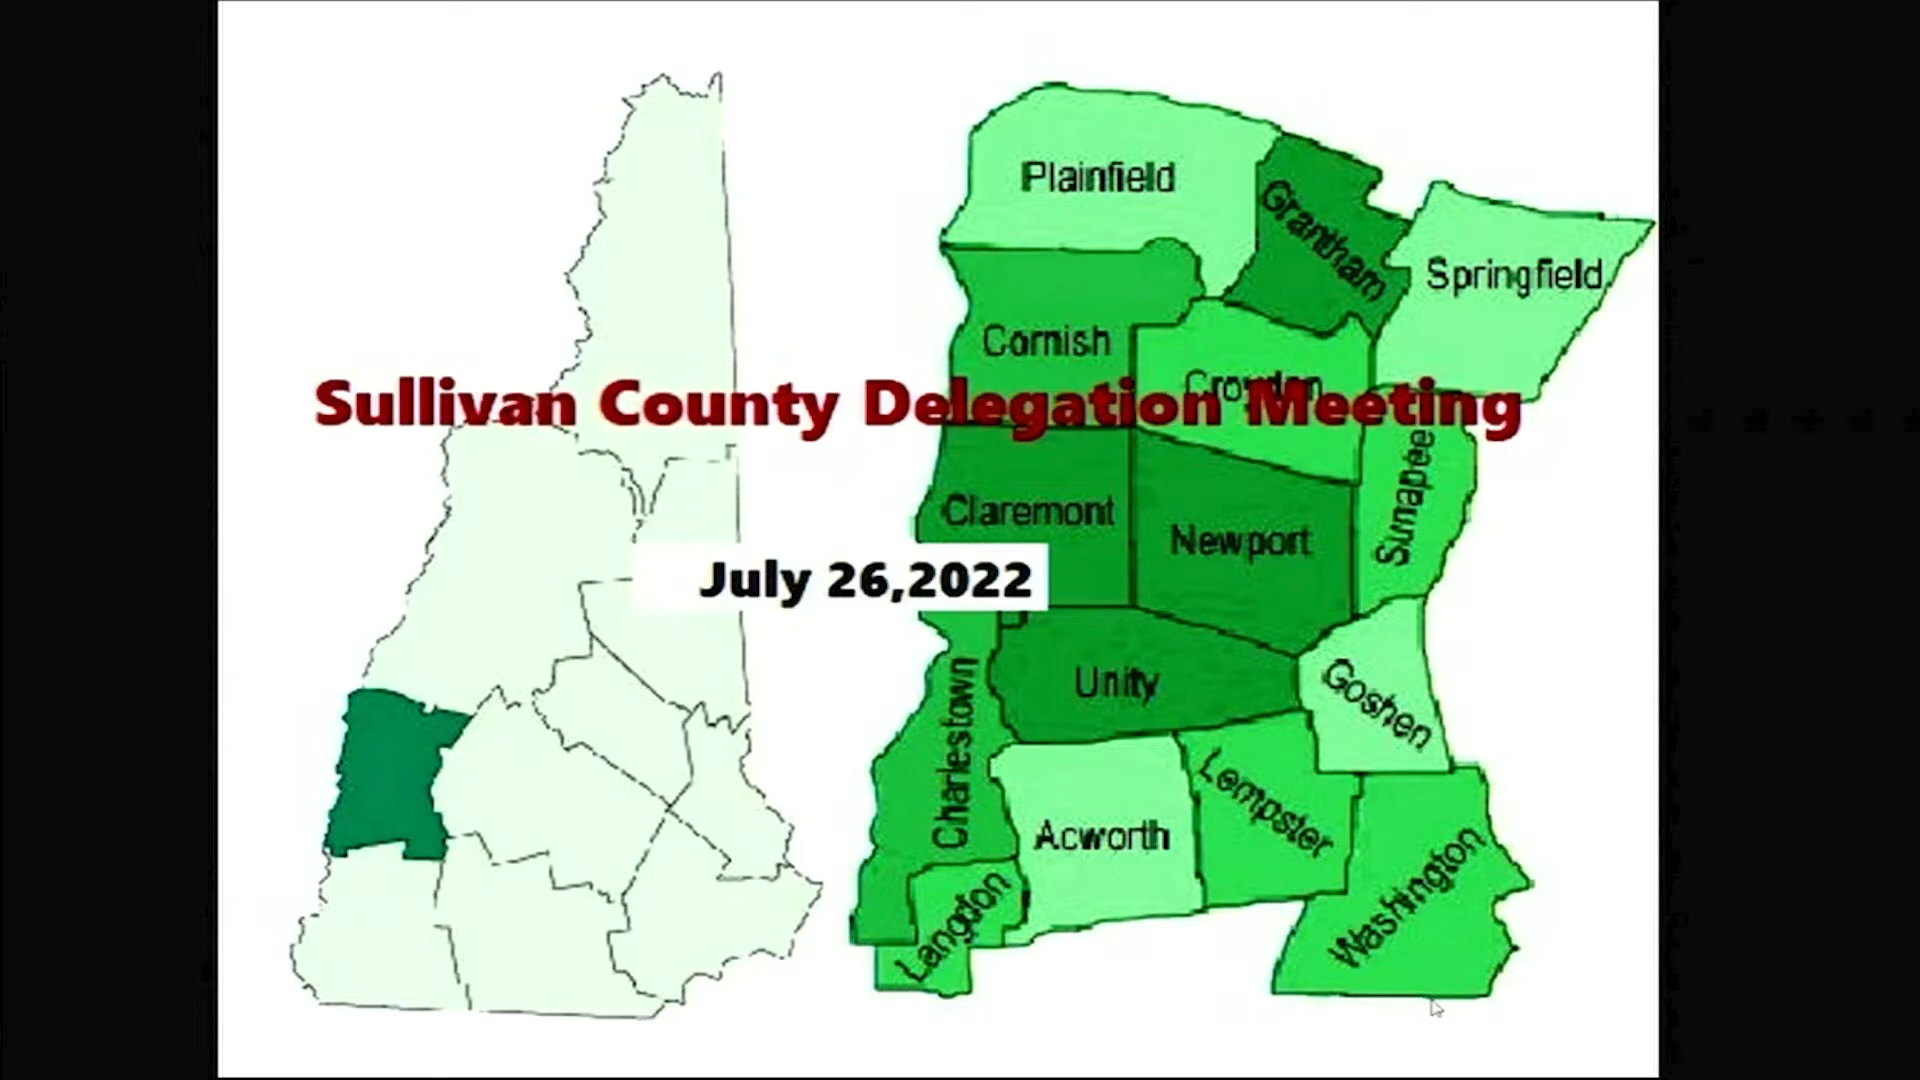 Plainfield
Grantham
Springfield
Cornish
Croydon
Sullivan County Delegation Meeting
Sunapee
Claremont
Newport
July 26,2022
Unity
Goshen
Charlestown
Lempster
Acworth
Washington
Langdon